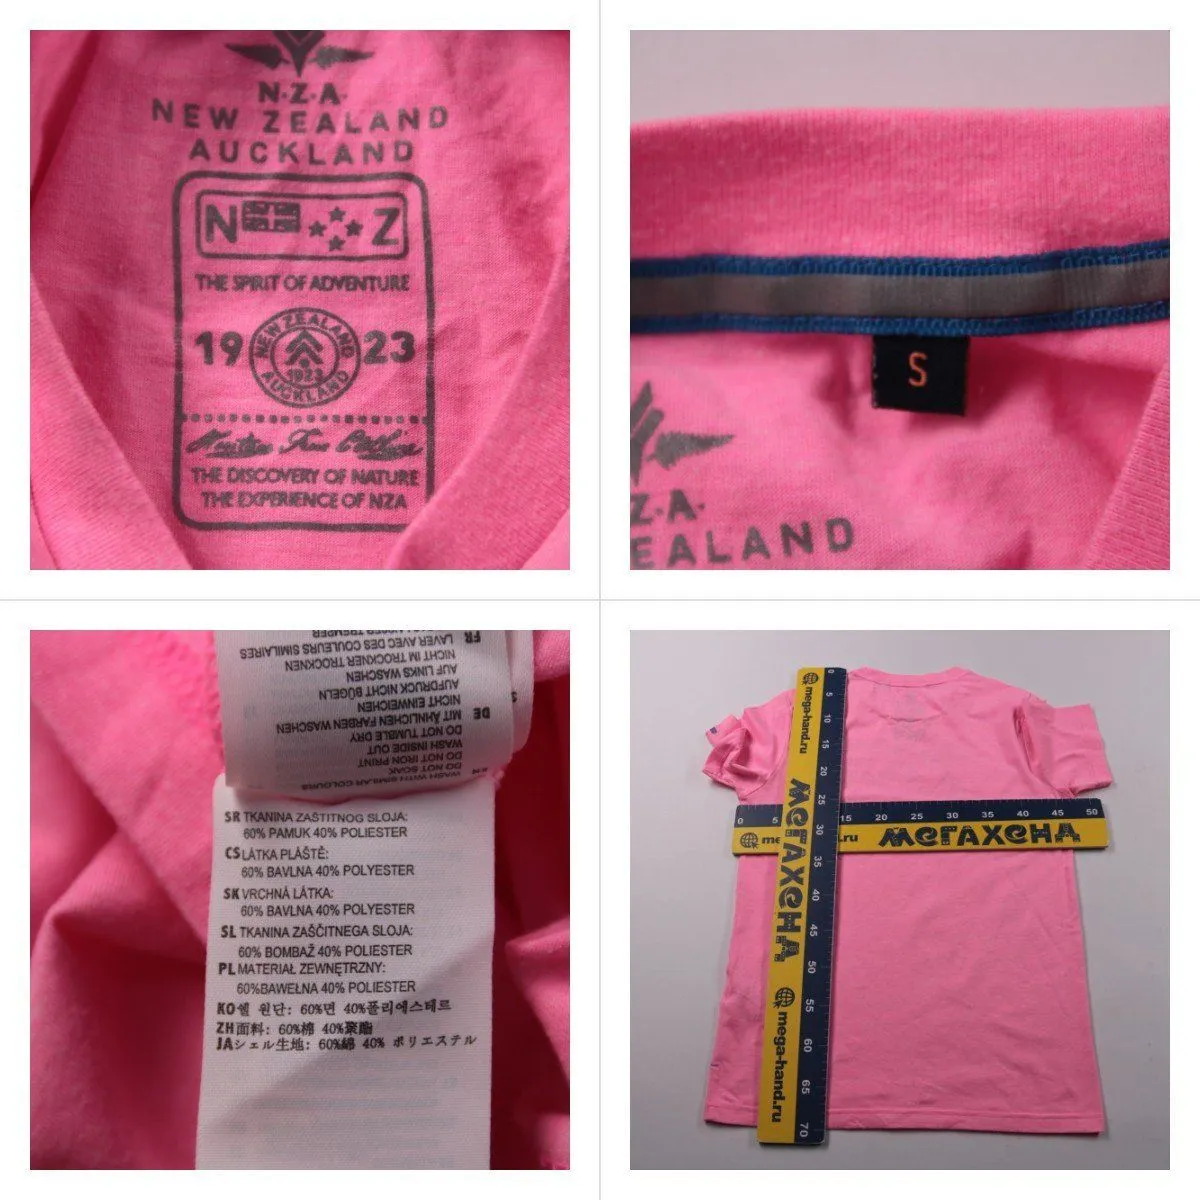 N·Z·A·
NEW ZEALAND
AUCKLAND
N Z
THE SPIRIT OF ADVENTURE
19 23
NEW ZEALAND
1923
AUCKLAND
THE DISCOVERY OF NATURE
THE EXPERIENCE OF NZA
S
Z·A·
EALAND
FR
LAVER AVEC DES COULEURS SIMILAIRES
NICHT IM TROCKNER TROCKNEN
AUF LINKS WASCHEN
AUFDRUCK NICHT BÜGELN
NICHT EINWEICHEN
DE MIT ÄHNLICHEN FARBEN WASCHEN
DO NOT TUMBLE DRY
WASH INSIDE OUT
DO NOT IRON PRINT
DO NOT SOAK
EN WASH WITH SIMILAR COLOURS
SR TKANINA ZAŠTITNOG SLOJA:
60% PAMUK 40% POLIESTER
CS LÁTKA PLÁŠTĚ:
60% BAVLNA 40% POLYESTER
SK VRCHNÁ LÁTKA:
60% BAVLNA 40% POLYESTER
SL TKANINA ZAŠČITNEGA SLOJA:
60% BOMBAŽ 40% POLIESTER
PL MATERIAŁ ZEWNĘTRZNY:
60%BAWEŁNA 40% POLIESTER
KO쉘 원단: 60%면 40%폴리에스테르
ZH面料: 60%棉 40%聚酯
JAシェル生地: 60%綿 40% ポリエステル
0 5 10 15 20 25 30 35 40 45 50 55 60 65 70
mega-hand.ru МЕГАХЕНД mega-hand.ru
0 5 15 20 25 30 35 40 45 50
me .ru МЕГАХЕНД